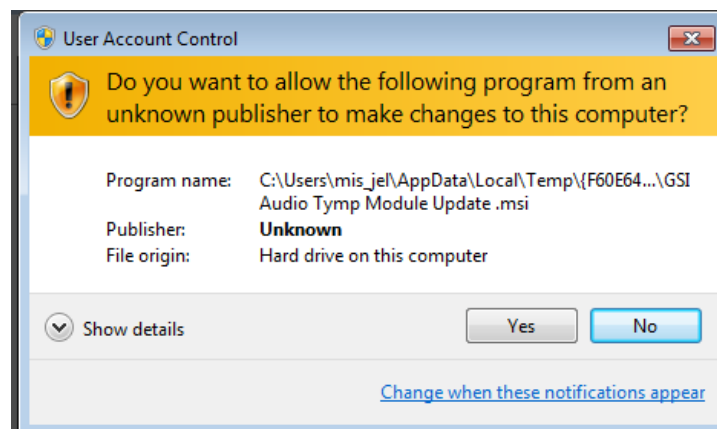 User Account Control
Do you want to allow the following program from an
unknown publisher to make changes to this computer?
Program name: C:\Users\mis_jel\AppData\Local\Temp\{F60E64...\GSI
Audio Tymp Module Update .msi
Publisher: Unknown
File origin: Hard drive on this computer
Show details
Yes No
Change when these notifications appear